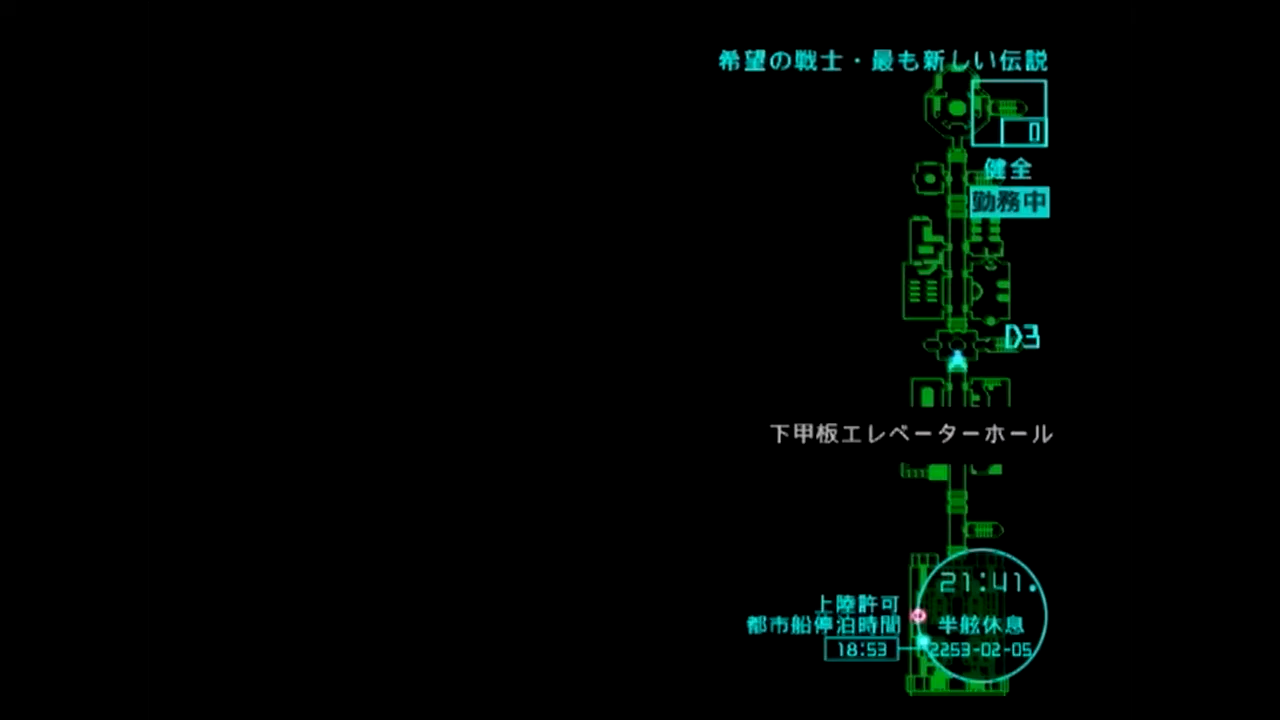 希望の戦士・最も新しい伝説
0
健全
勤務中
D3
下甲板エレベーターホール
21:41.
上陸許可
都市船停泊時間
半舷休息
18:53
2253-02-05